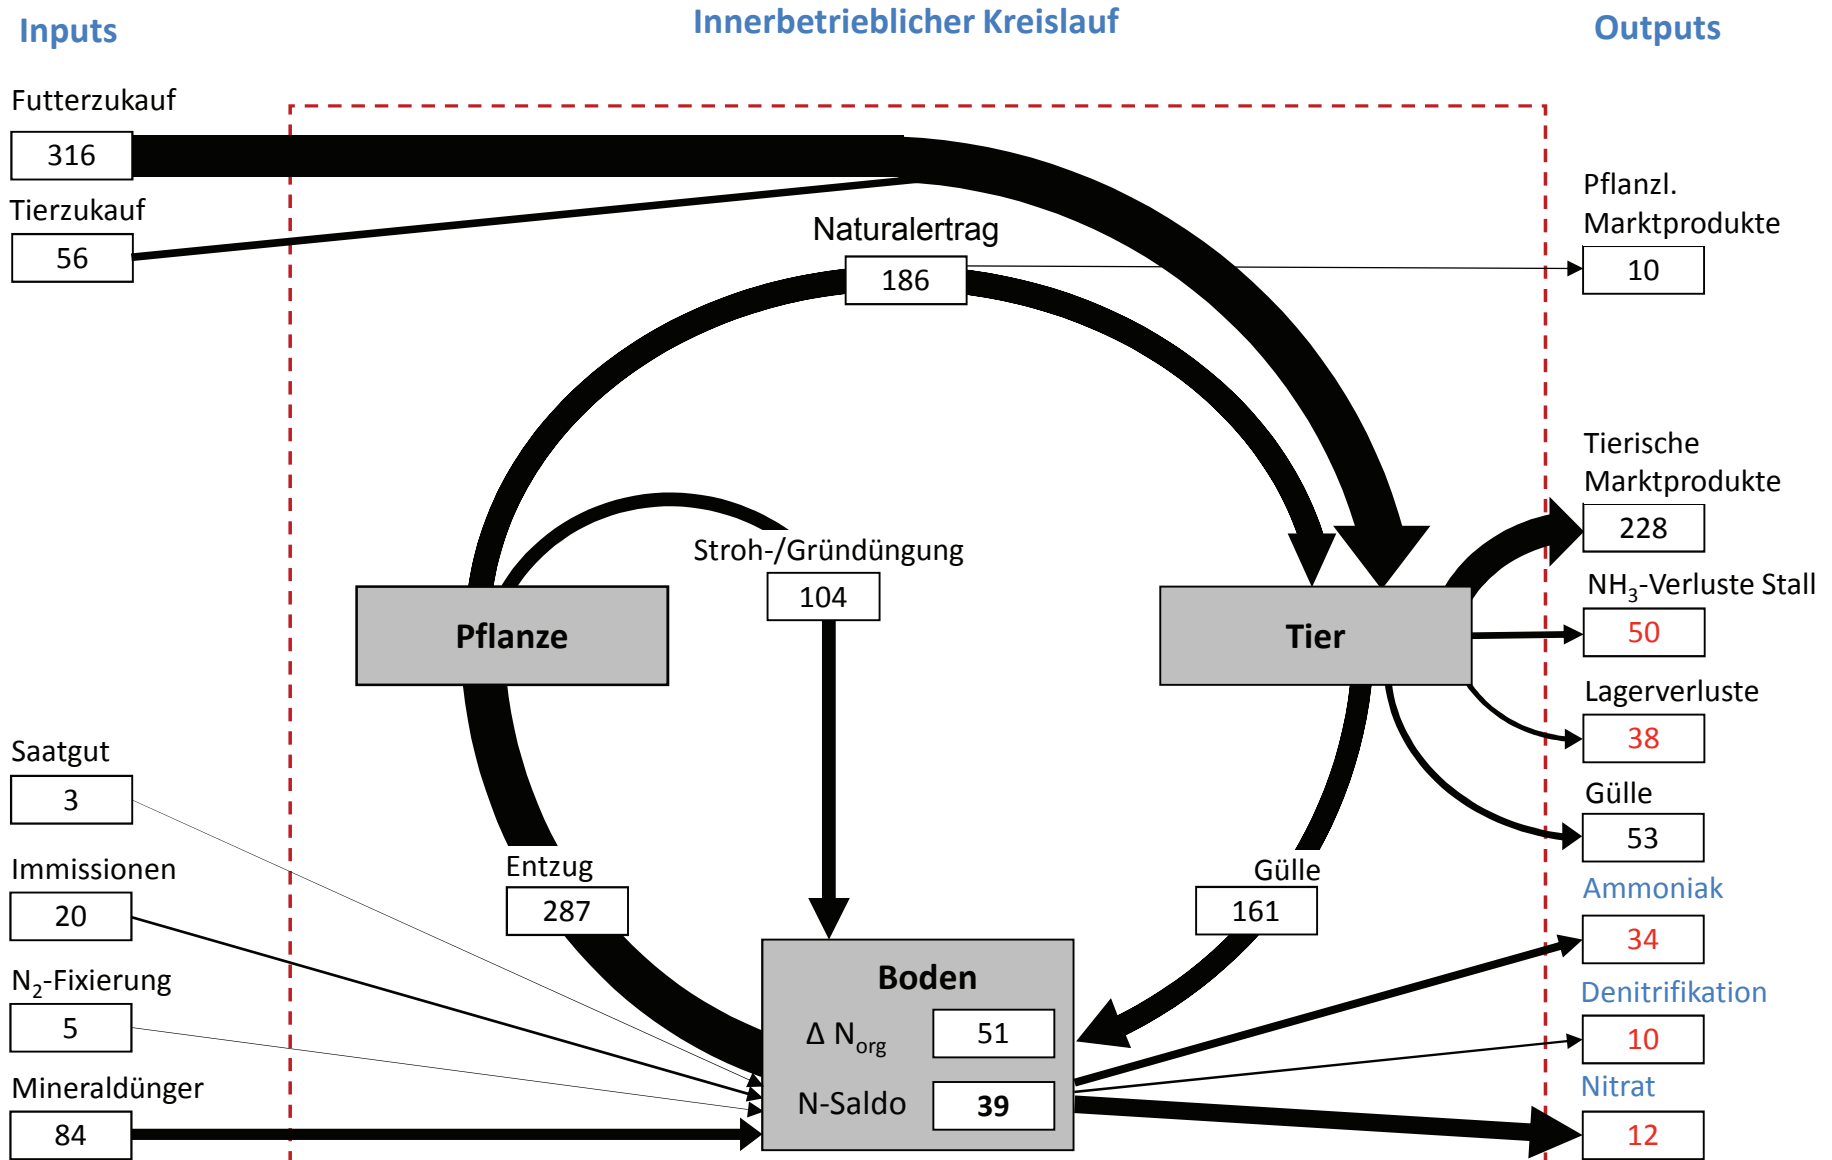 Inputs
Innerbetrieblicher Kreislauf
Outputs
Futterzukauf
316
Tierzukauf
56
Naturalertrag
186
Pflanzl.
Marktprodukte
10
Tierische
Marktprodukte
228
Stroh-/Gründüngung
104
NH₃-Verluste Stall
50
Pflanze
Tier
Lagerverluste
38
Saatgut
3
Gülle
53
Immissionen
20
Entzug
287
Gülle
161
Ammoniak
34
N₂-Fixierung
5
Boden
Δ N_org 51
N-Saldo 39
Denitrifikation
10
Mineraldünger
84
Nitrat
12